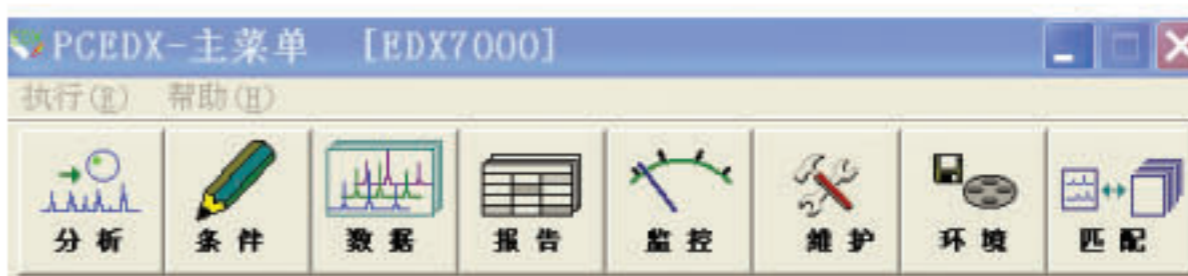 PCEDX-主菜单 [EDX7000]
执行(R) 帮助(H)
分析 条件 数据 报告 监控 维护 环境 匹配